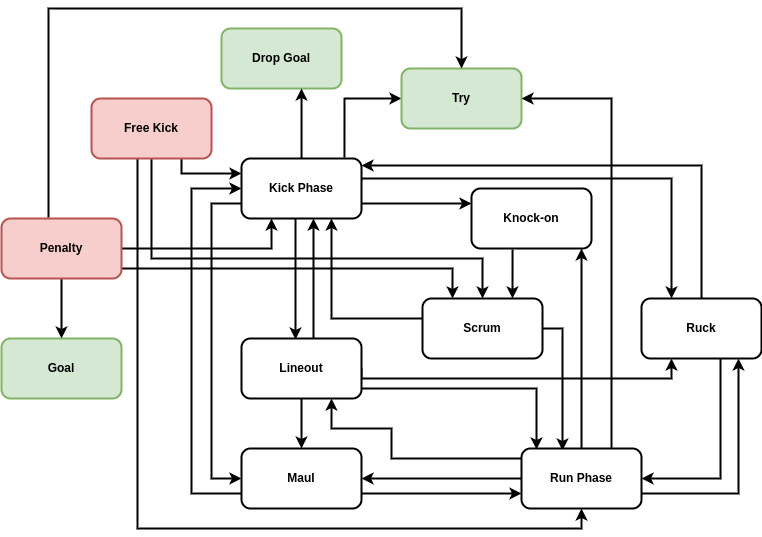 Drop Goal
Try
Free Kick
Kick Phase
Knock-on
Penalty
Scrum
Ruck
Goal
Lineout
Maul
Run Phase